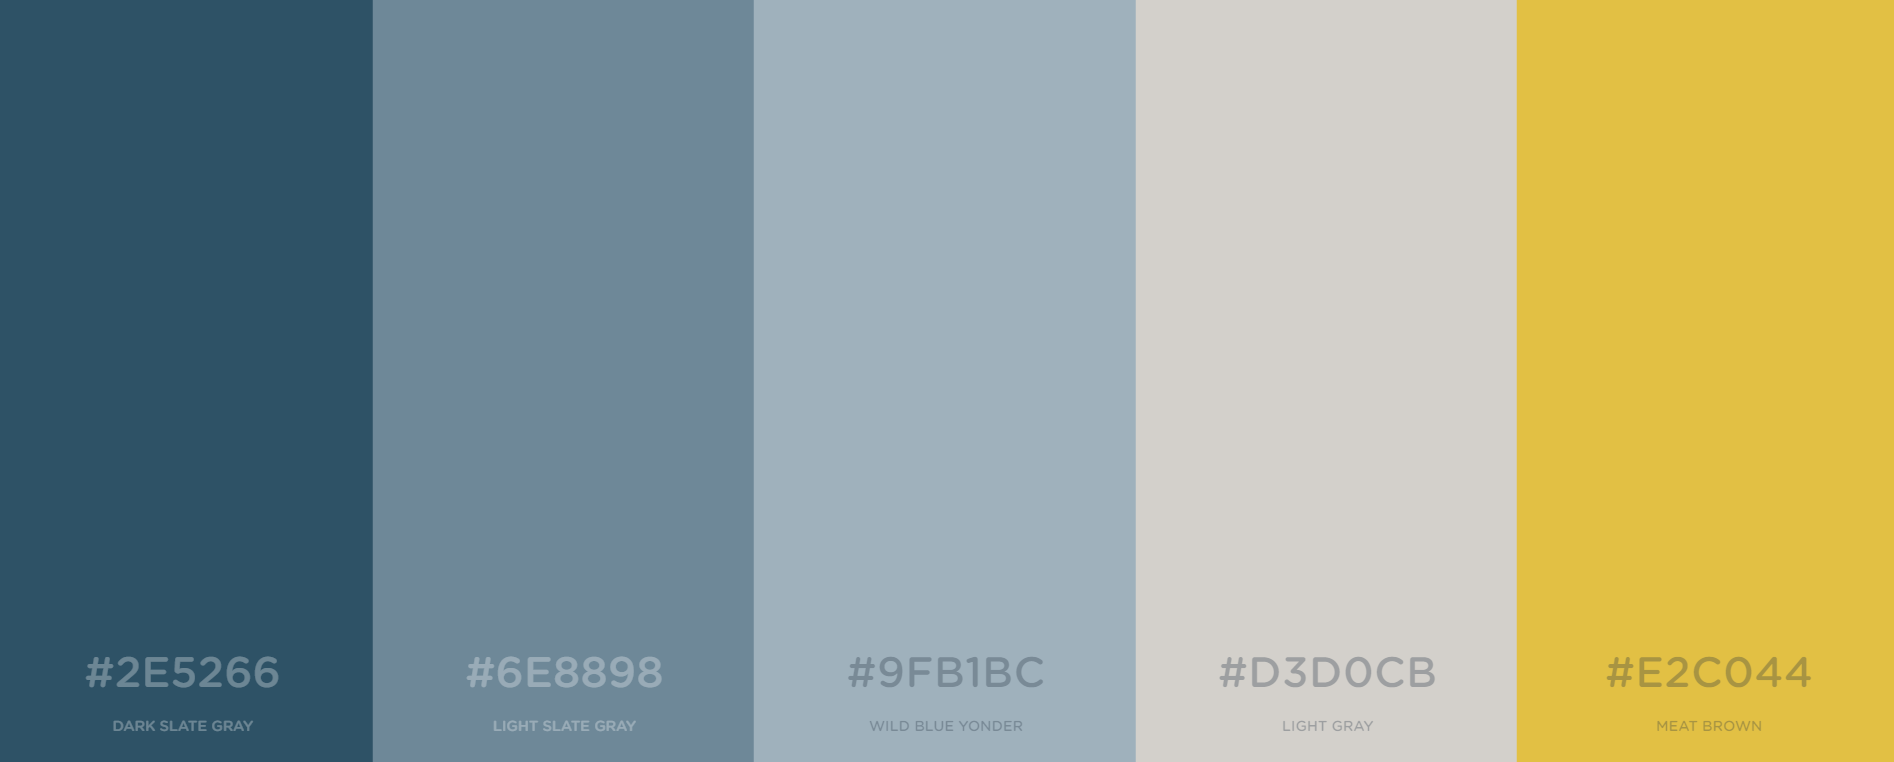 #2E5266
DARK SLATE GRAY
#6E8898
LIGHT SLATE GRAY
#9FB1BC
WILD BLUE YONDER
#D3D0CB
LIGHT GRAY
#E2C044
MEAT BROWN